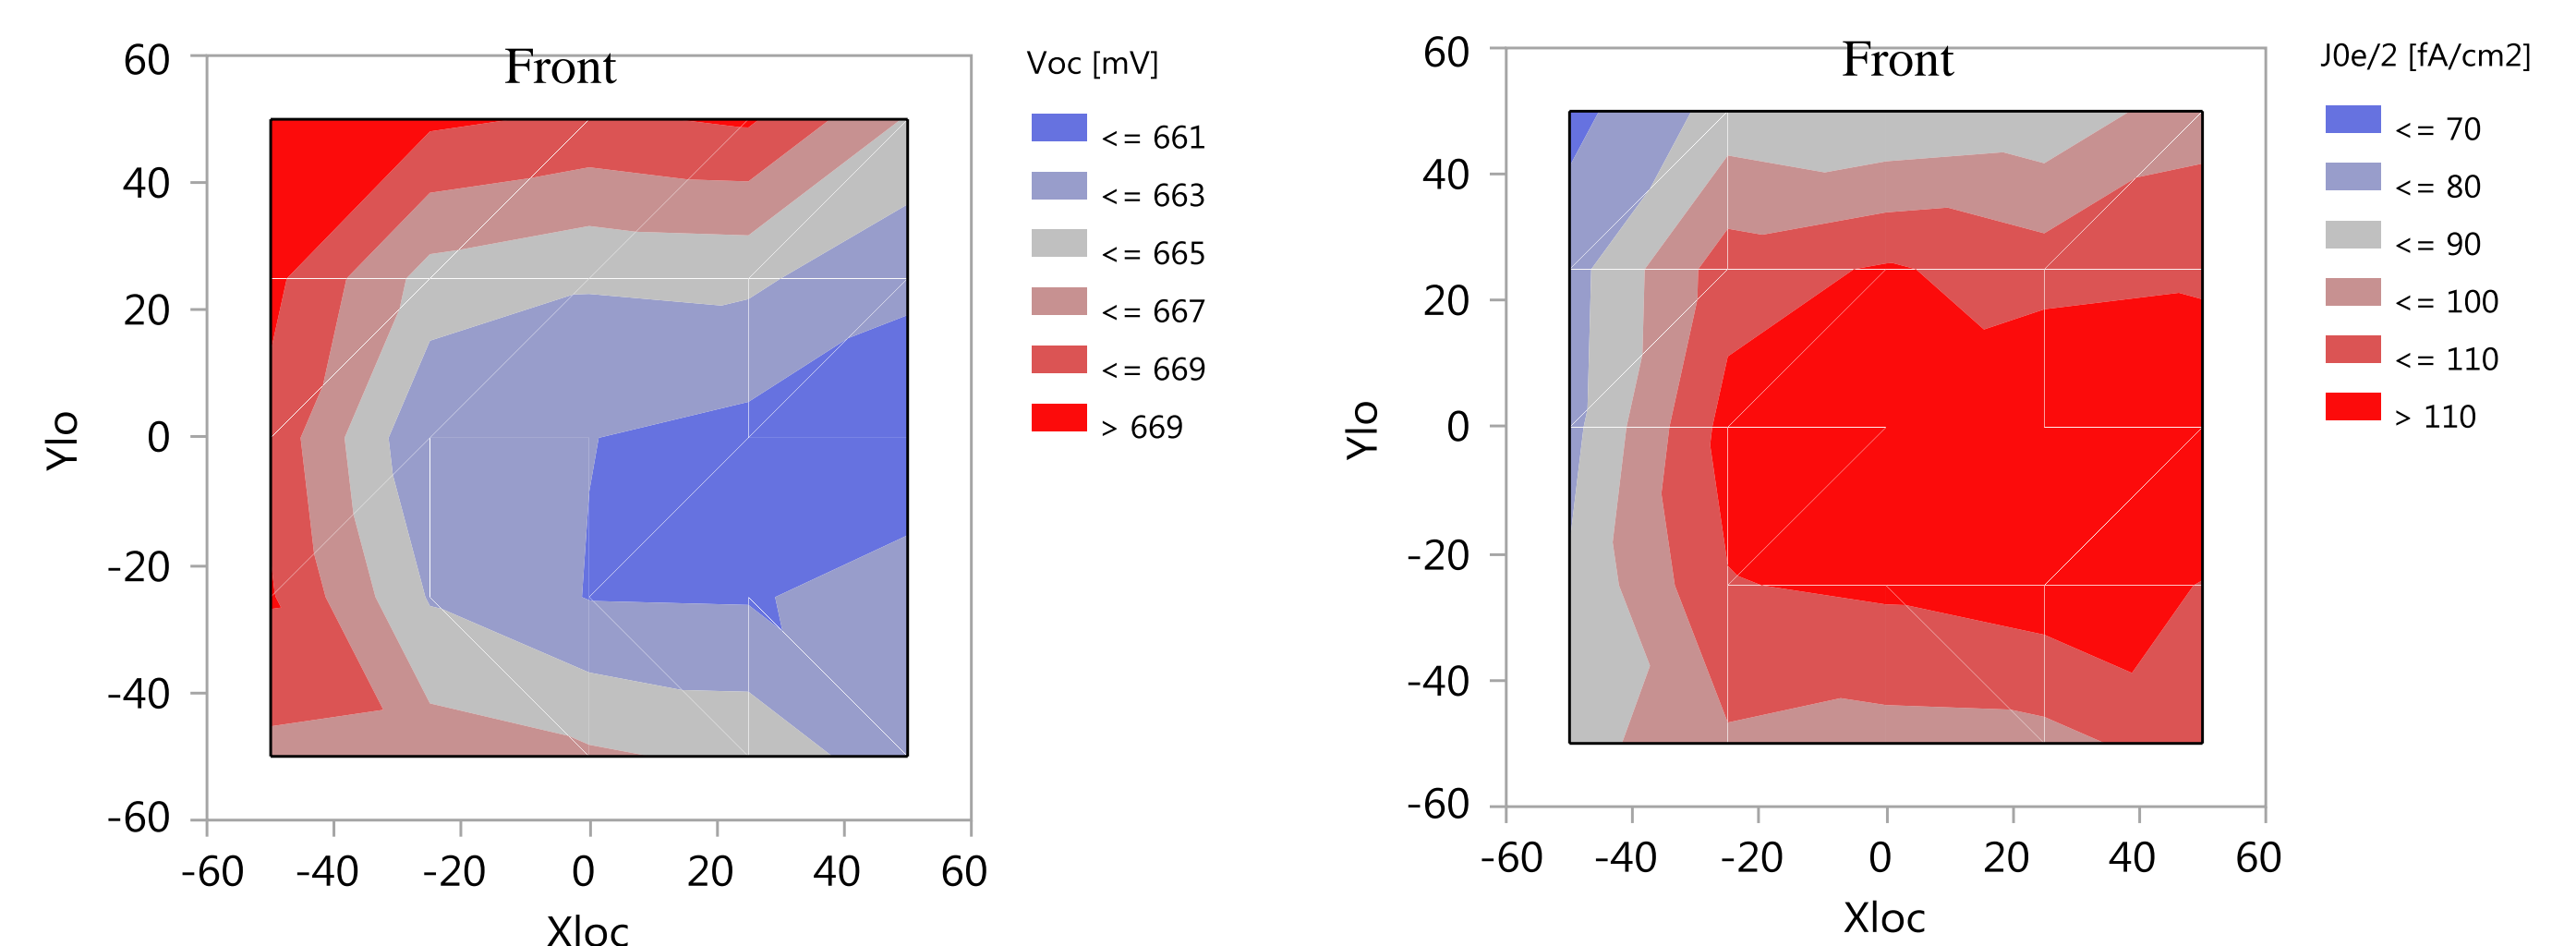 Front
Voc [mV]
<= 661
<= 663
<= 665
<= 667
<= 669
> 669
60
40
20
0
-20
-40
-60
Ylo
-60 -40 -20 0 20 40 60
Xloc
Front
J0e/2 [fA/cm2]
<= 70
<= 80
<= 90
<= 100
<= 110
> 110
60
40
20
0
-20
-40
-60
Ylo
-60 -40 -20 0 20 40 60
Xloc